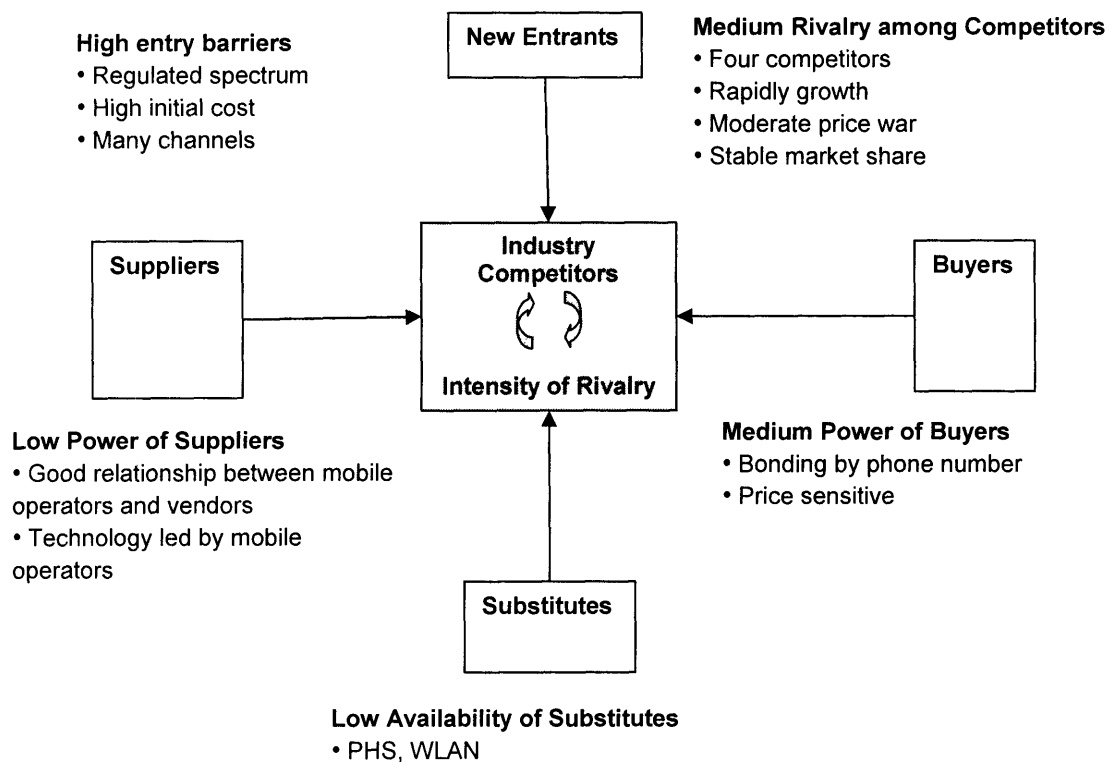 New Entrants
High entry barriers
• Regulated spectrum
• High initial cost
• Many channels
Medium Rivalry among Competitors
• Four competitors
• Rapidly growth
• Moderate price war
• Stable market share
Suppliers
Industry
Competitors
Intensity of Rivalry
Buyers
Low Power of Suppliers
• Good relationship between mobile
operators and vendors
• Technology led by mobile
operators
Medium Power of Buyers
• Bonding by phone number
• Price sensitive
Substitutes
Low Availability of Substitutes
• PHS, WLAN